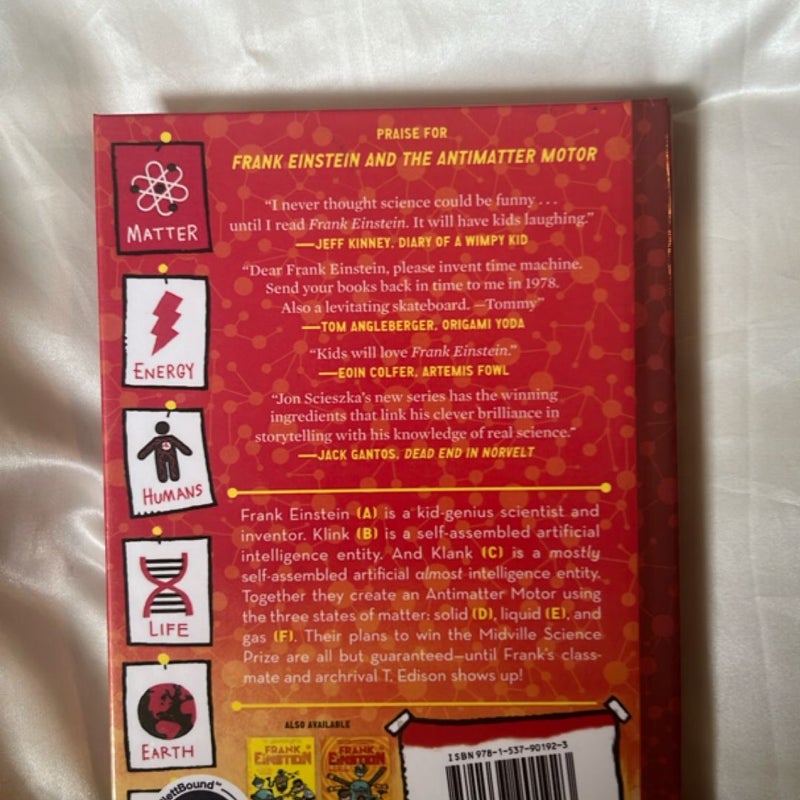 PRAISE FOR
FRANK EINSTEIN AND THE ANTIMATTER MOTOR
“I never thought science could be funny . . .
until I read Frank Einstein. It will have kids laughing.”
—JEFF KINNEY, DIARY OF A WIMPY KID
“Dear Frank Einstein, please invent time machine.
Send your books back in time to me in 1978.
Also a levitating skateboard. —Tommy”
—TOM ANGLEBERGER, ORIGAMI YODA
“Kids will love Frank Einstein.”
—EOIN COLFER, ARTEMIS FOWL
“Jon Scieszka’s new series has the winning
ingredients that link his clever brilliance in
storytelling with his knowledge of real science.”
—JACK GANTOS, DEAD END IN NORVELT
Frank Einstein (A) is a kid-genius scientist and
inventor. Klink (B) is a self-assembled artificial
intelligence entity. And Klank (C) is a mostly
self-assembled artificial almost intelligence entity.
Together they create an Antimatter Motor using
the three states of matter: solid (D), liquid (E), and
gas (F). Their plans to win the Midville Science
Prize are all but guaranteed—until Frank’s class-
mate and archrival T. Edison shows up!
MATTER
ENERGY
HUMANS
LIFE
EARTH
ALSO AVAILABLE
FRANK
EINSTEIN
FRANK
EINSTEIN
ISBN 978-1-537-90192-3